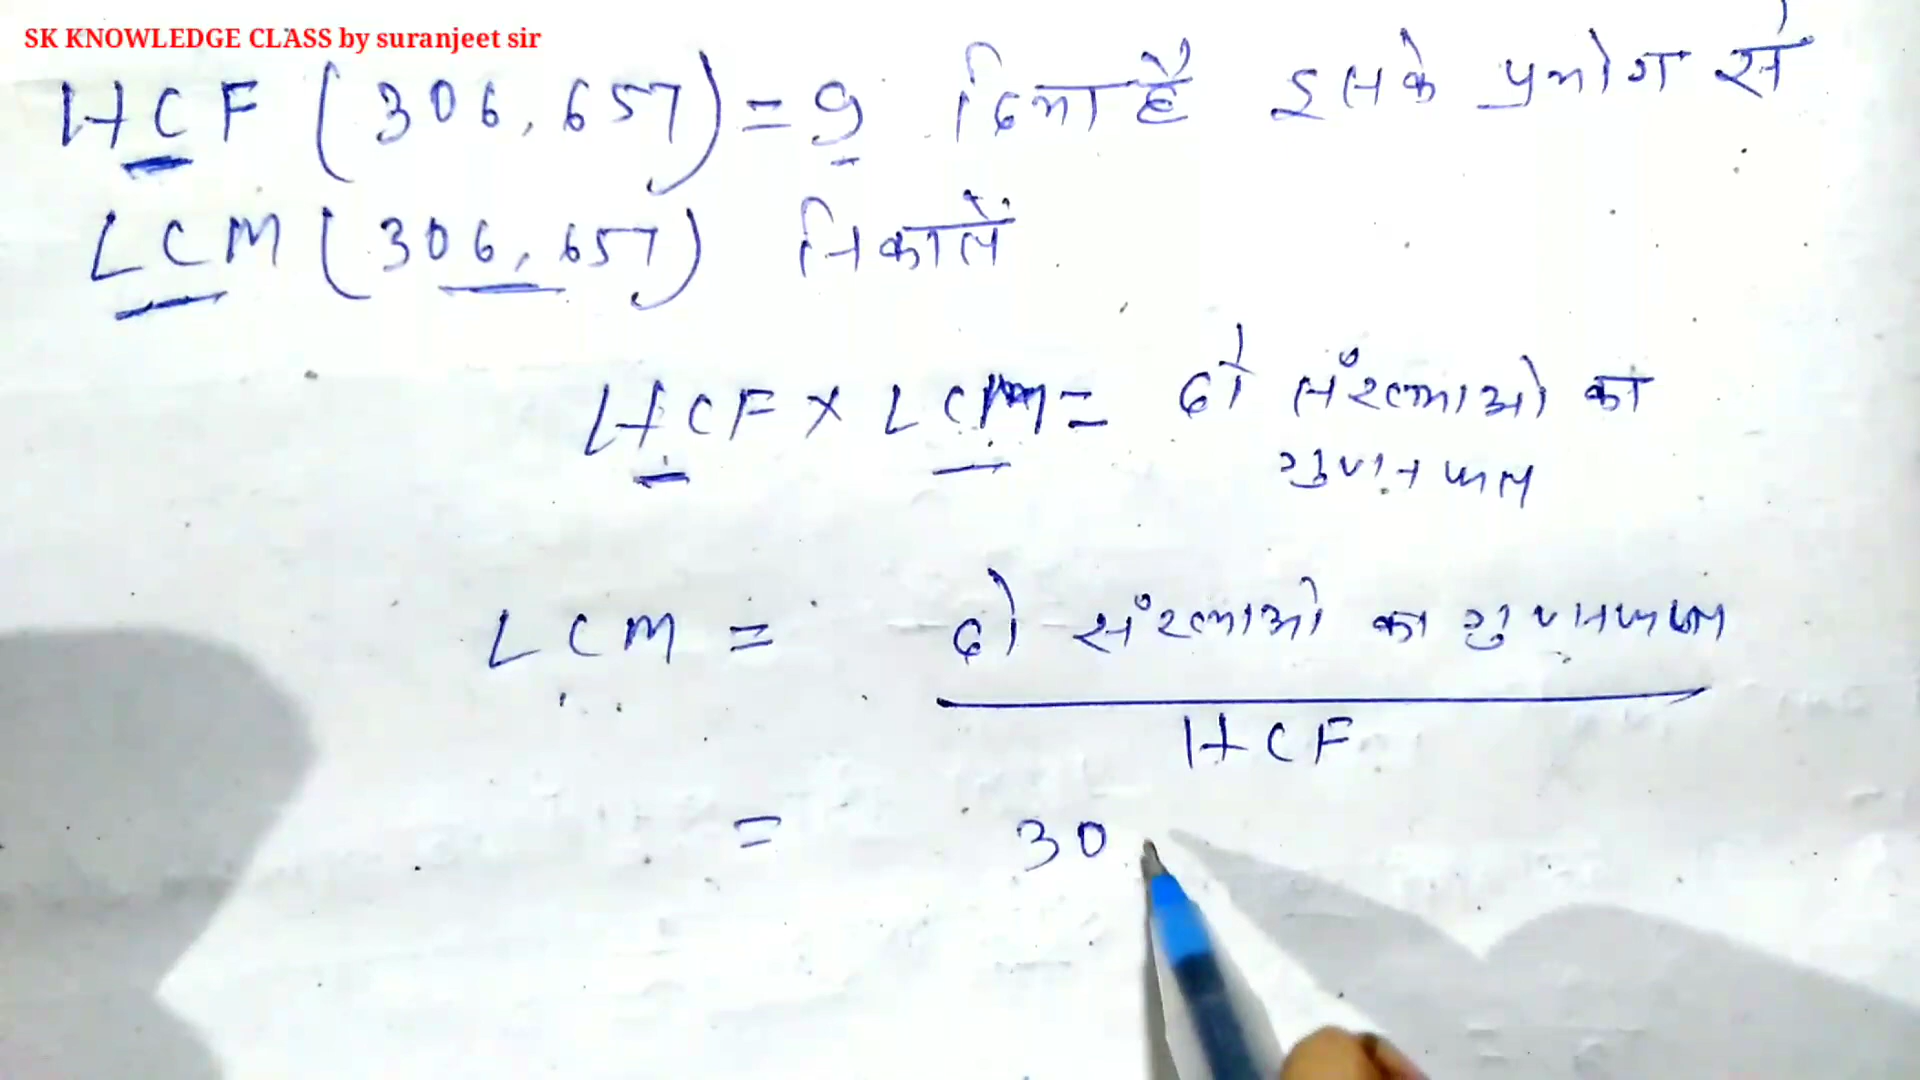 SK KNOWLEDGE CLASS by suranjeet sir
HCF (306, 657) = 9 दिया है इसके प्रयोग से
LCM (306, 657) निकालें
HCF × LCM = दो संख्याओं का
गुणनफल
LCM = दो संख्याओ का गुणनफल
HCF
= 30